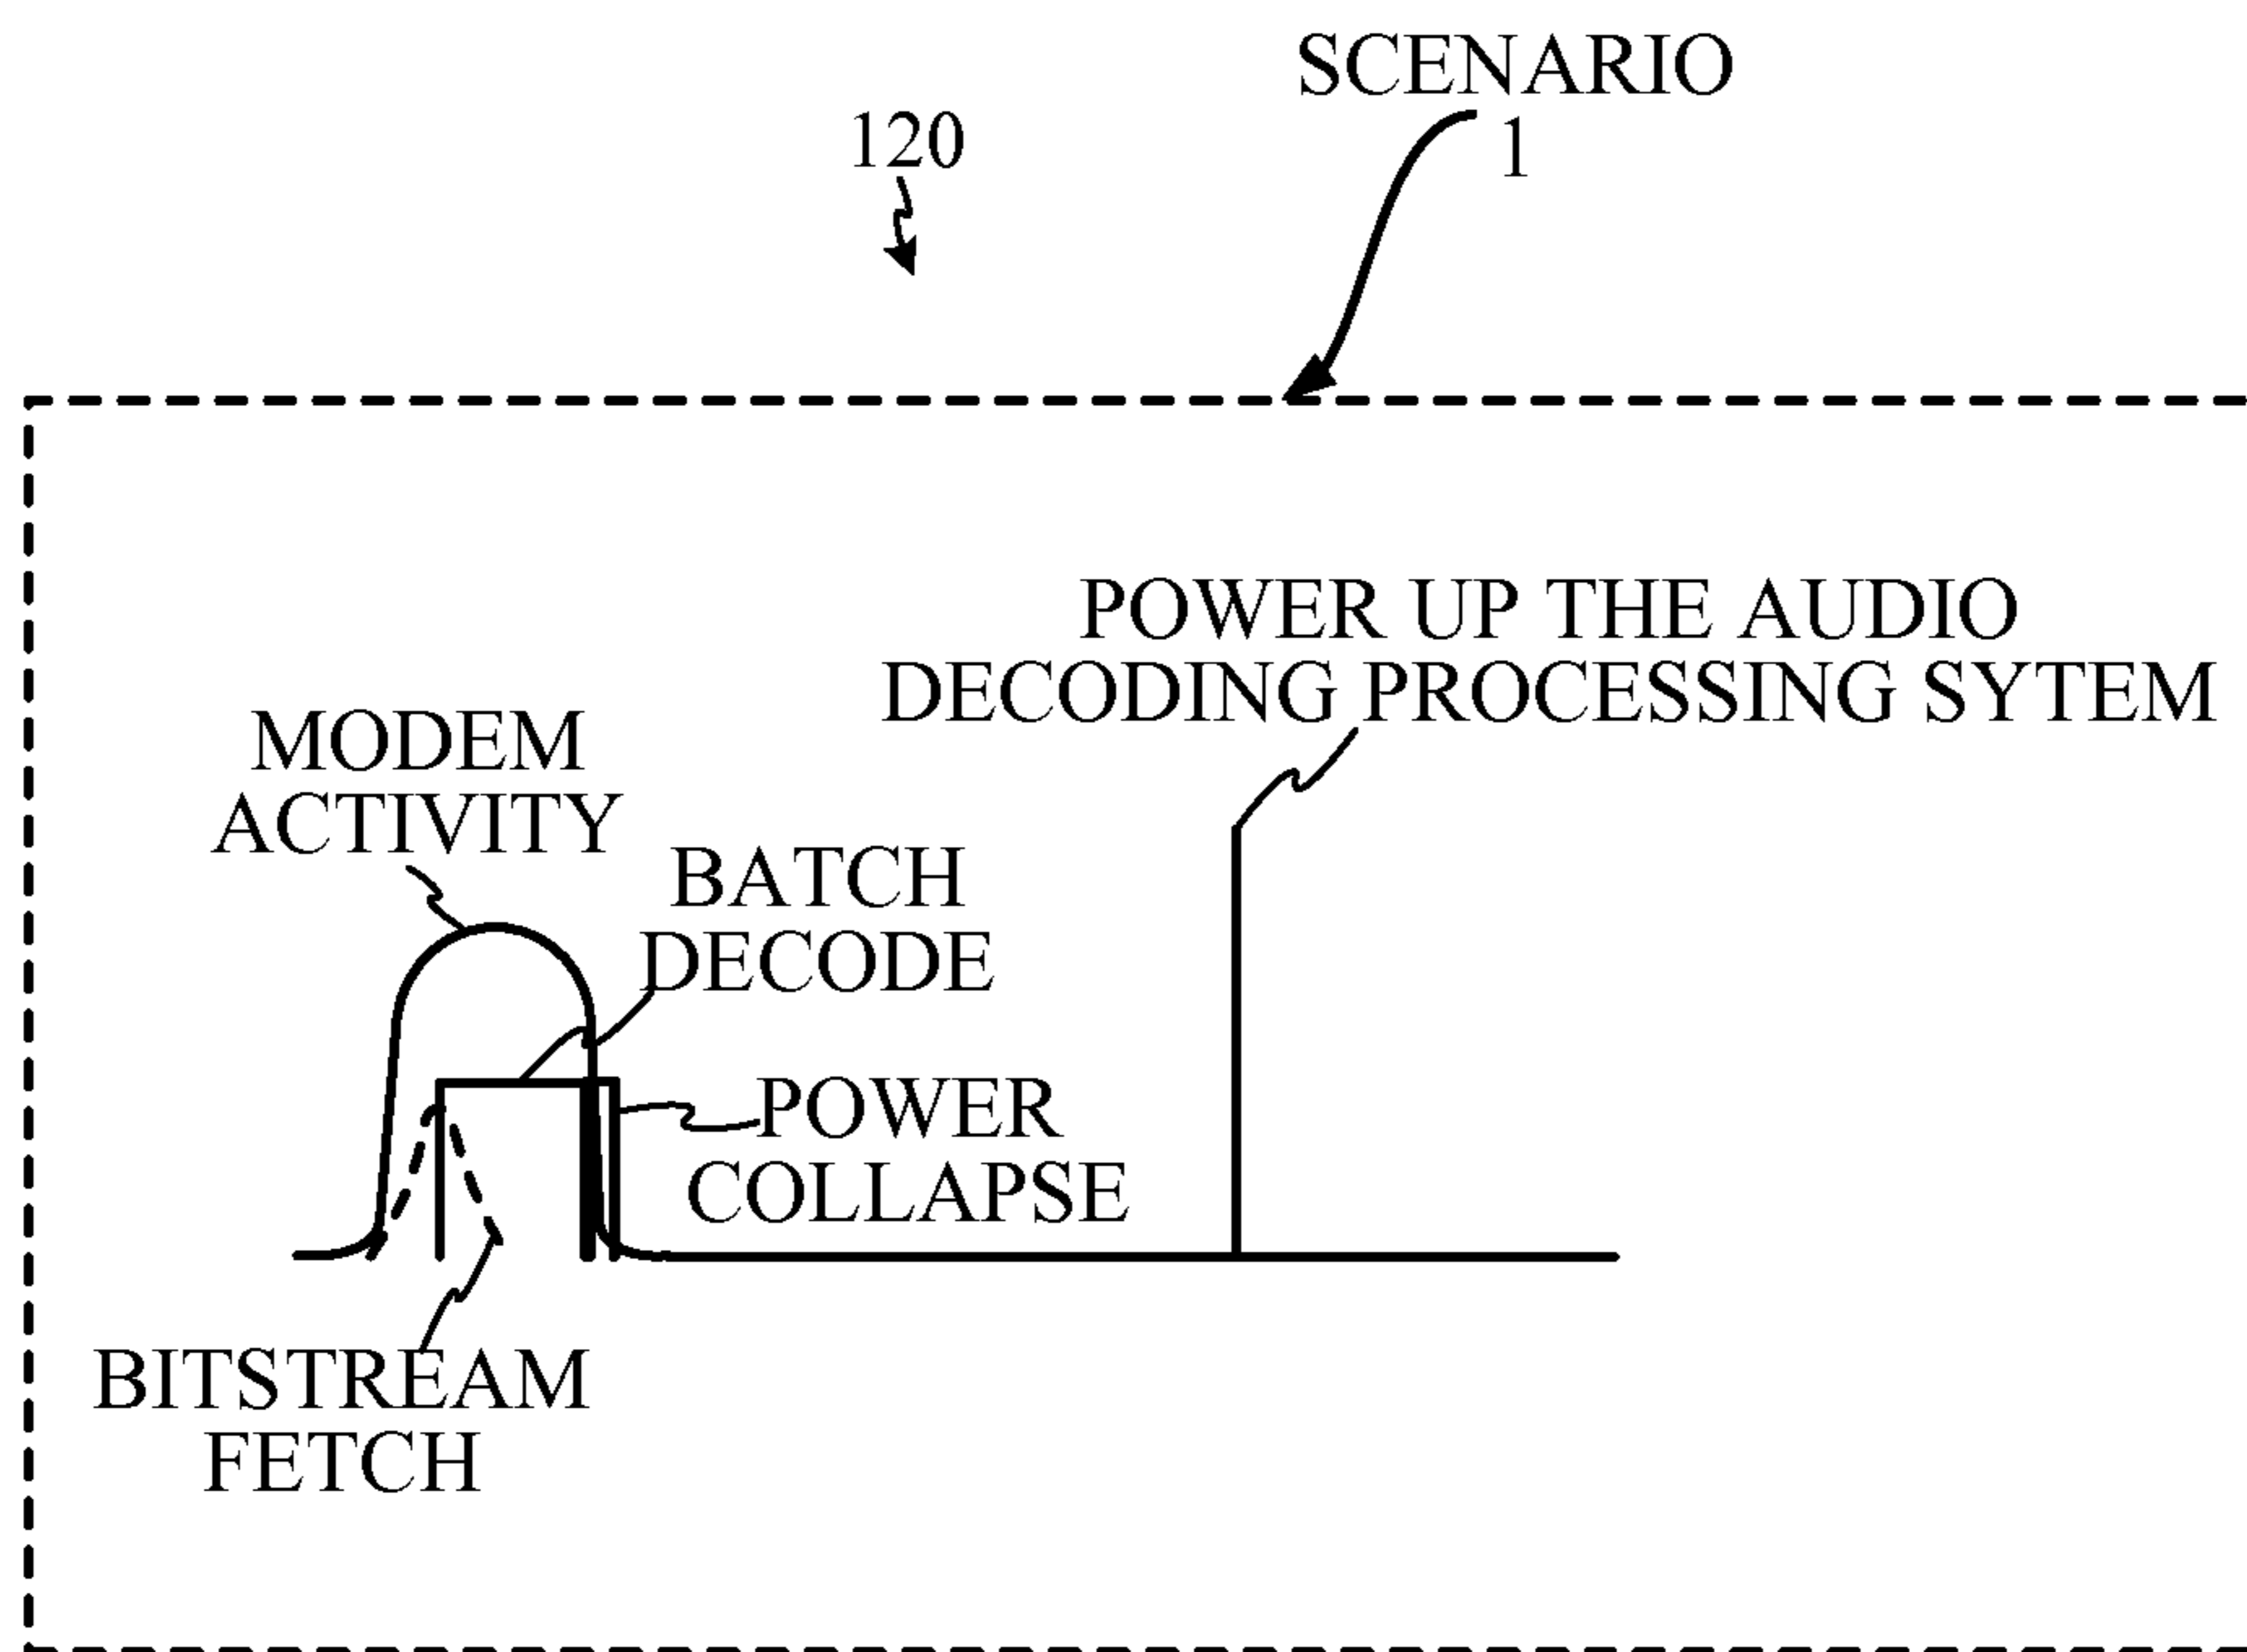 SCENARIO
1
120
POWER UP THE AUDIO
DECODING PROCESSING SYTEM
MODEM
ACTIVITY
BATCH
DECODE
POWER
COLLAPSE
BITSTREAM
FETCH